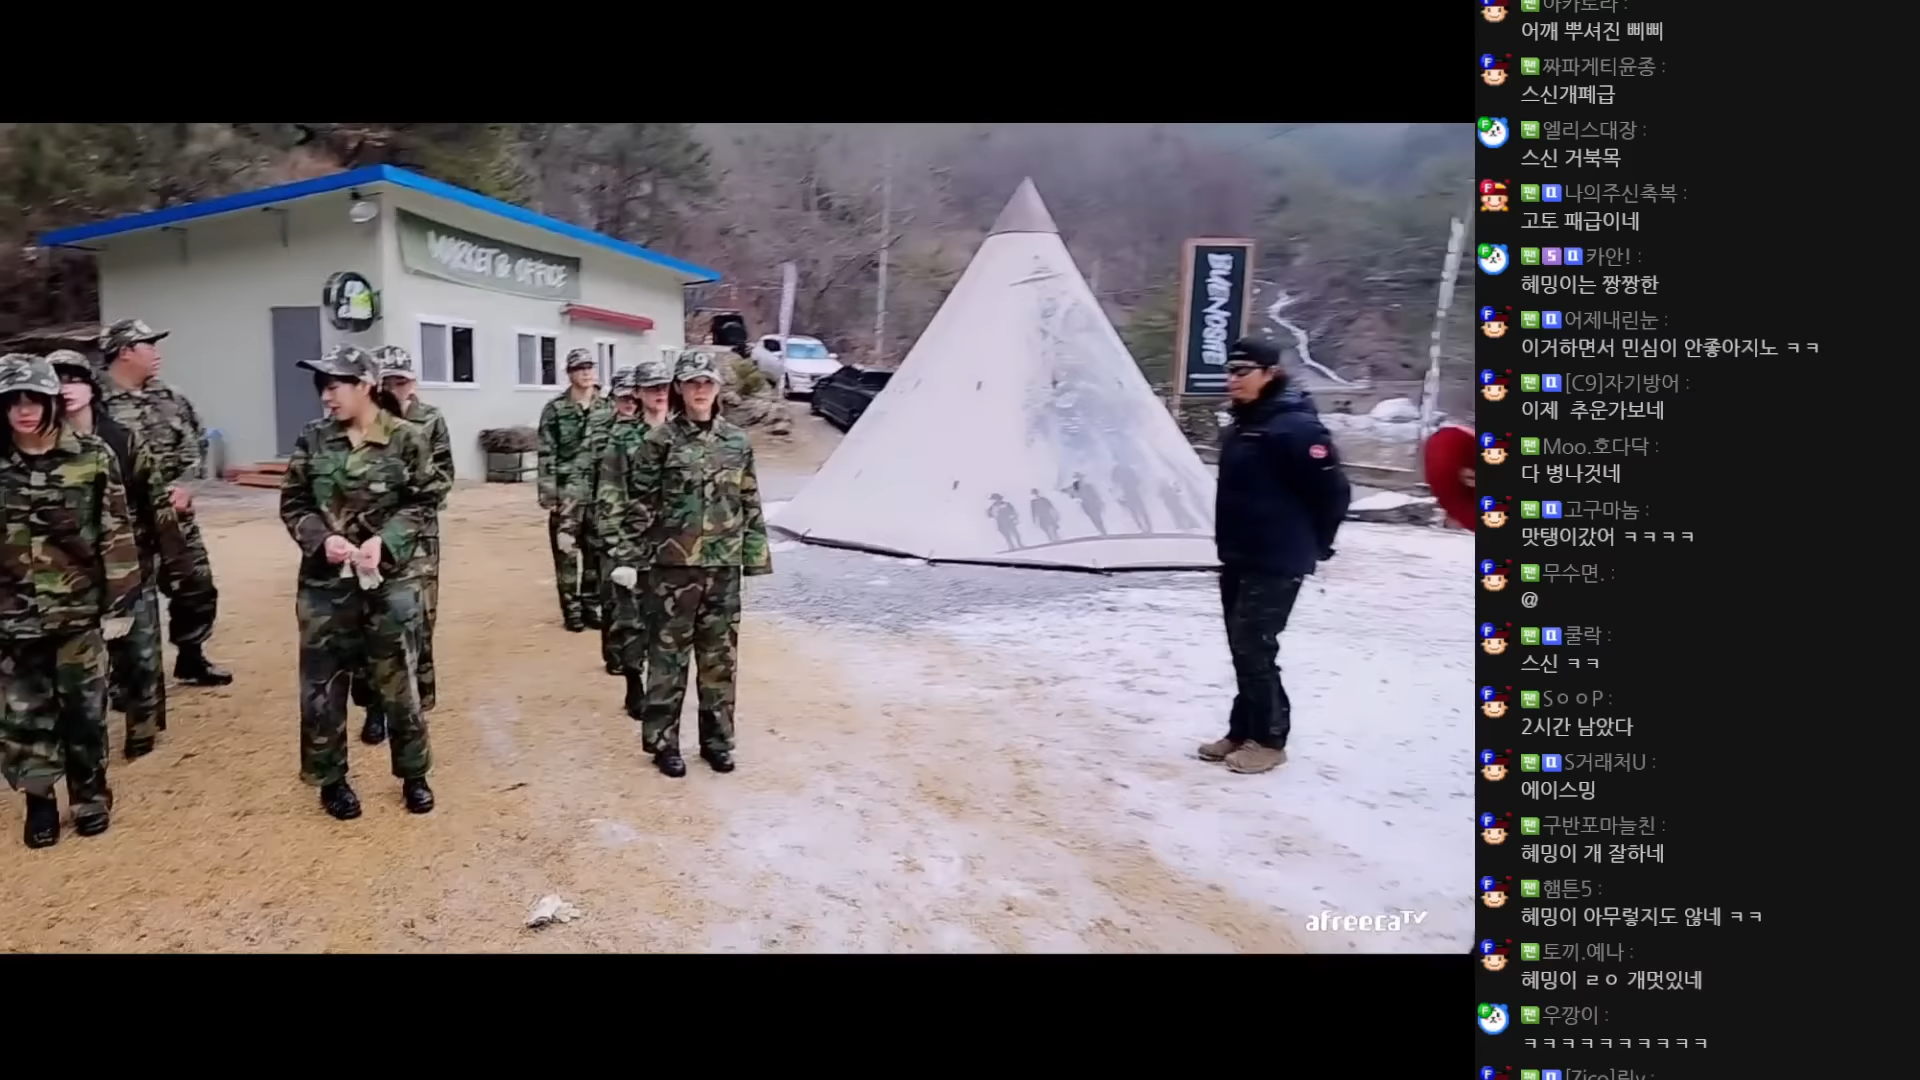 MARKET & OFFICE
afreecaTV
어깨 뿌셔진 삐삐
짜파게티윤종 :
스신개폐급
엘리스대장 :
스신 거북목
나의주신축복 :
고토 패급이네
카안! :
혜밍이는 짱짱한
어제내린눈 :
이거하면서 민심이 안좋아지노 ㅋㅋ
[C9]자기방어 :
이제 추운가보네
Moo.호다닥 :
다 병나것네
고구마놈 :
맛탱이갔어 ㅋㅋㅋㅋ
무수면. :
@
쿨락 :
스신 ㅋㅋ
SㅇㅇP :
2시간 남았다
S거래처U :
에이스밍
구반포마늘친 :
혜밍이 개 잘하네
햄튼5 :
혜밍이 아무렇지도 않네 ㅋㅋ
토끼.예나 :
혜밍이 ㄹㅇ 개멋있네
우깡이 :
ㅋㅋㅋㅋㅋㅋㅋㅋㅋㅋ